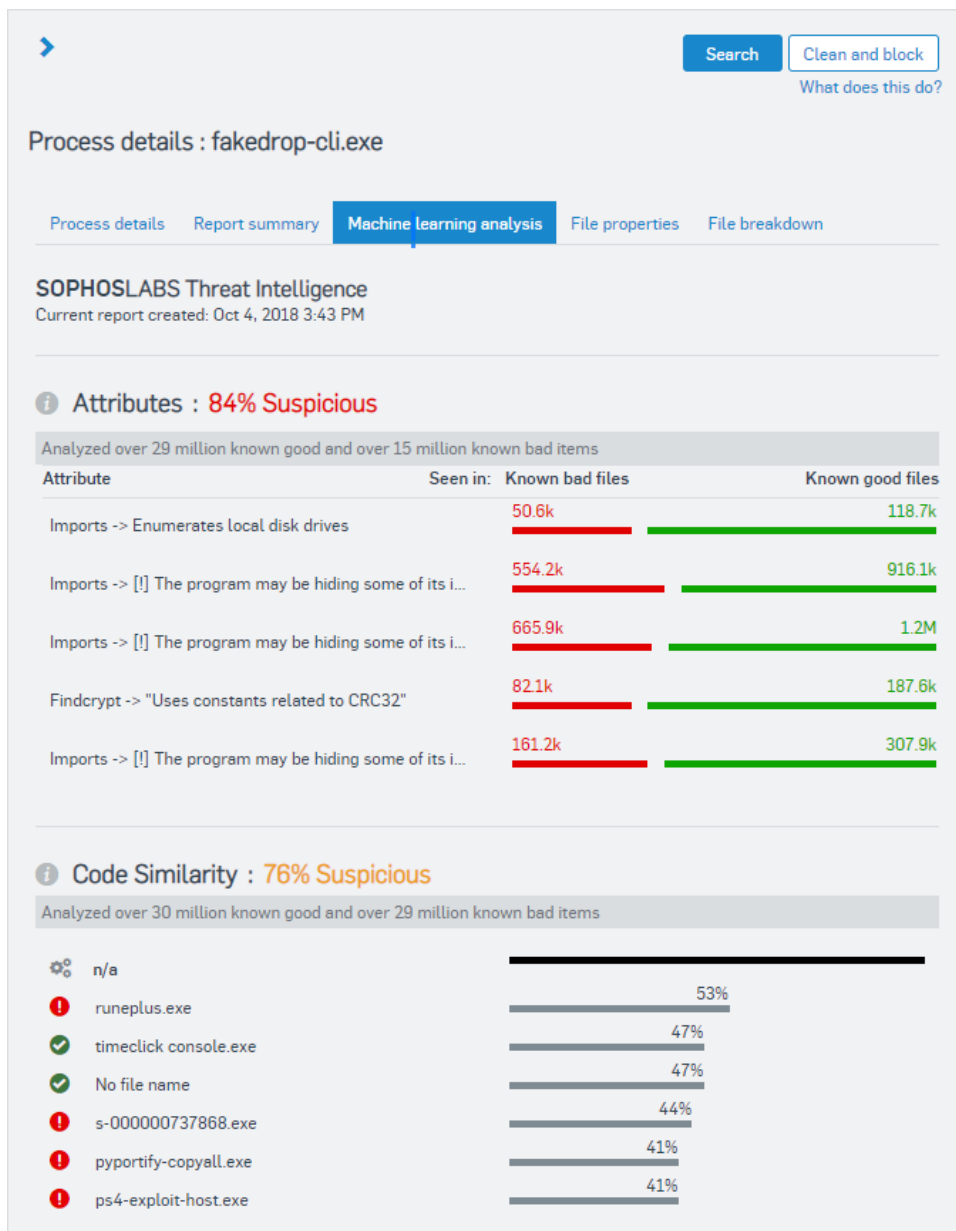 Search Clean and block
What does this do?
Process details : fakedrop-cli.exe
Process details Report summary Machine learning analysis File properties File breakdown
SOPHOSLABS Threat Intelligence
Current report created: Oct 4, 2018 3:43 PM
Attributes : 84% Suspicious
Analyzed over 29 million known good and over 15 million known bad items
Attribute Seen in: Known bad files Known good files
Imports -> Enumerates local disk drives 50.6k 118.7k
Imports -> [!] The program may be hiding some of its i... 554.2k 916.1k
Imports -> [!] The program may be hiding some of its i... 665.9k 1.2M
Findcrypt -> "Uses constants related to CRC32" 82.1k 187.6k
Imports -> [!] The program may be hiding some of its i... 161.2k 307.9k
Code Similarity : 76% Suspicious
Analyzed over 30 million known good and over 29 million known bad items
n/a
runeplus.exe 53%
timeclick console.exe 47%
No file name 47%
s-000000737868.exe 44%
pyportify-copyall.exe 41%
ps4-exploit-host.exe 41%